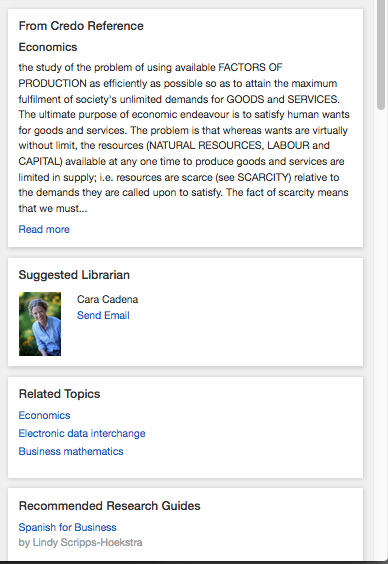 From Credo Reference
Economics
the study of the problem of using available FACTORS OF
PRODUCTION as efficiently as possible so as to attain the maximum
fulfilment of society's unlimited demands for GOODS and SERVICES.
The ultimate purpose of economic endeavour is to satisfy human wants
for goods and services. The problem is that whereas wants are virtually
without limit, the resources (NATURAL RESOURCES, LABOUR and
CAPITAL) available at any one time to produce goods and services are
limited in supply; i.e. resources are scarce (see SCARCITY) relative to
the demands they are called upon to satisfy. The fact of scarcity means
that we must...
Read more
Suggested Librarian
Cara Cadena
Send Email
Related Topics
Economics
Electronic data interchange
Business mathematics
Recommended Research Guides
Spanish for Business
by Lindy Scripps-Hoekstra